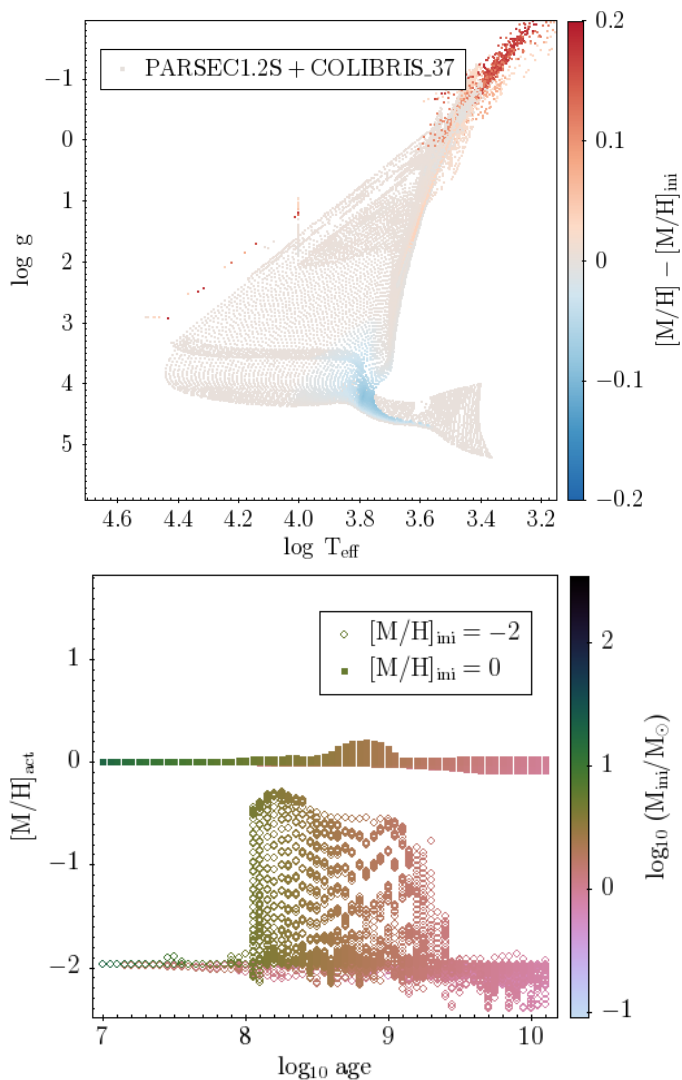 PARSEC1.2S + COLIBRIS_37
−1
0
1
2
3
4
5
log g
4.6 4.4 4.2 4.0 3.8 3.6 3.4 3.2
log T_eff
0.2
0.1
0
−0.1
−0.2
[M/H] − [M/H]_ini
[M/H]_ini = −2
[M/H]_ini = 0
1
0
−1
−2
[M/H]_act
7 8 9 10
log_10 age
2
1
0
−1
log_10 (M_ini/M_⊙)